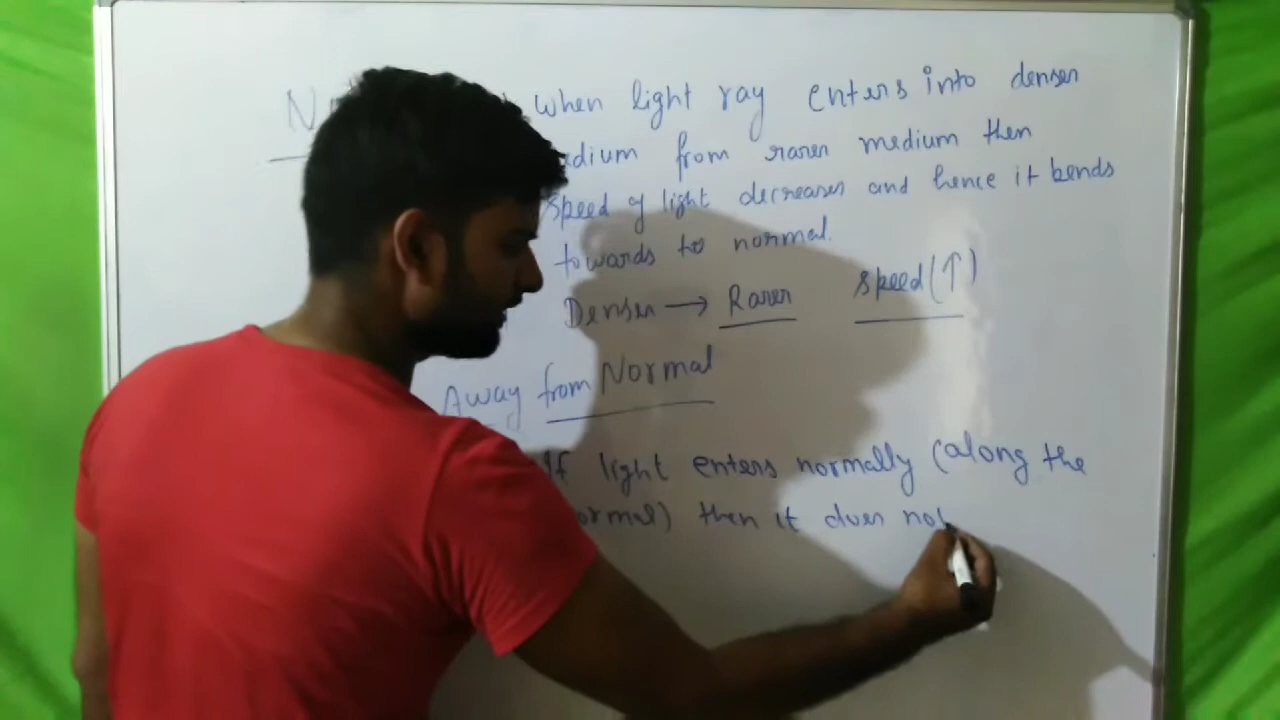 when light ray enters into denser
from rarer medium then
speed of light decreases and hence it bends
towards to normal.
Denser → Rarer speed (↑)
Away from Normal
If light enters normally (along the
then it does not